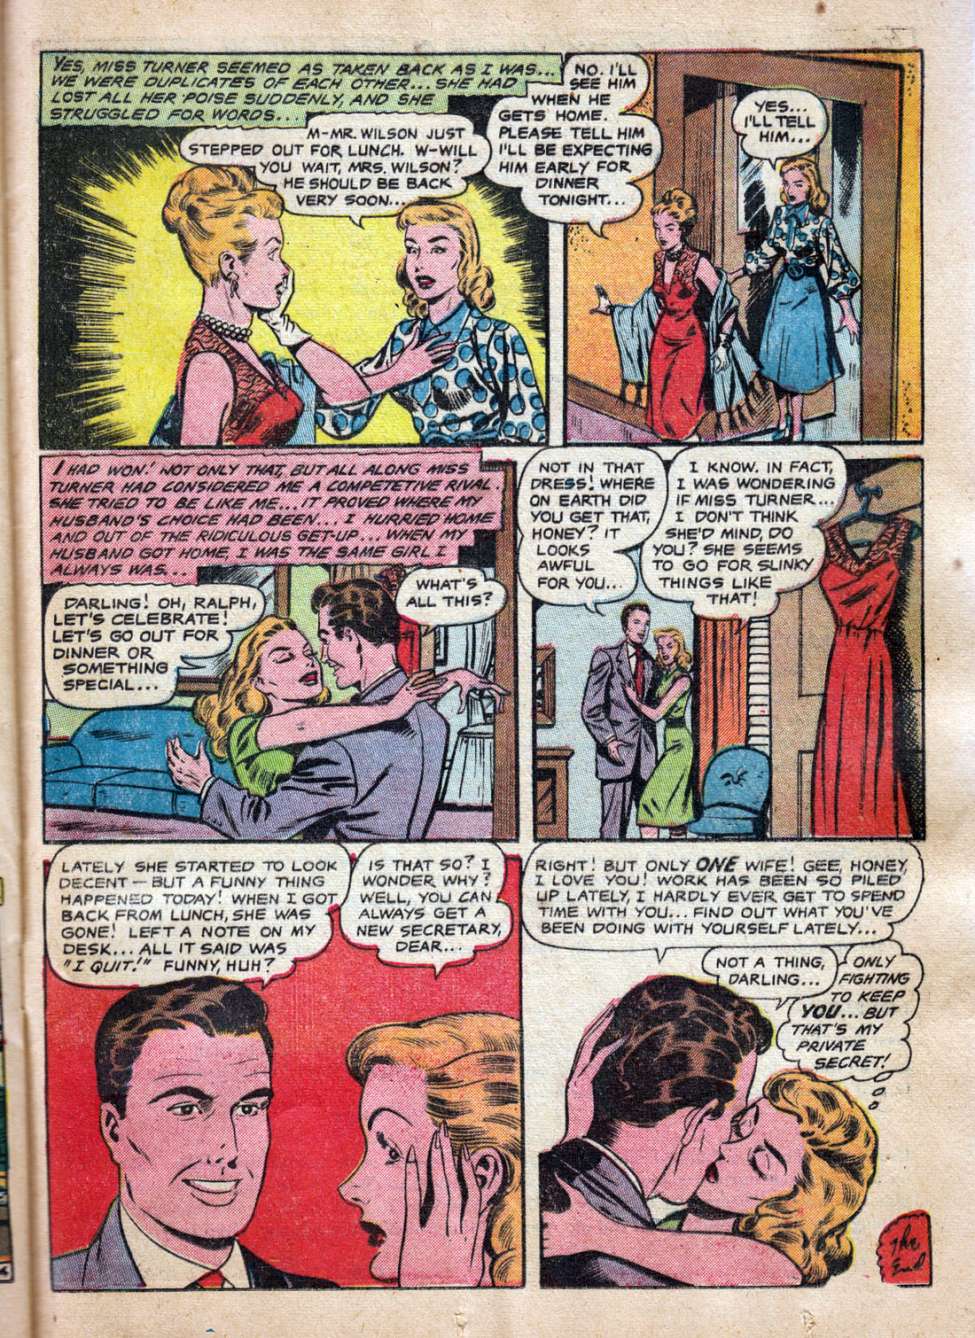 YES, MISS TURNER SEEMED AS TAKEN BACK AS I WAS...
WE WERE DUPLICATES OF EACH OTHER... SHE HAD
LOST ALL HER POISE SUDDENLY, AND SHE
STRUGGLED FOR WORDS...
M-MR. WILSON JUST
STEPPED OUT FOR LUNCH. W-WILL
YOU WAIT, MRS. WILSON?
HE SHOULD BE BACK
VERY SOON...
NO. I'LL
SEE HIM
WHEN HE
GETS HOME.
PLEASE TELL HIM
I'LL BE EXPECTING
HIM EARLY FOR
DINNER
TONIGHT...
YES...
I'LL TELL
HIM...
I HAD WON! NOT ONLY THAT, BUT ALL ALONG MISS
TURNER HAD CONSIDERED ME A COMPETETIVE RIVAL.
SHE TRIED TO BE LIKE ME... IT PROVED WHERE MY
HUSBAND'S CHOICE HAD BEEN... I HURRIED HOME
AND OUT OF THE RIDICULOUS GET-UP... WHEN MY
HUSBAND GOT HOME, I WAS THE SAME GIRL I
ALWAYS WAS...
DARLING! OH, RALPH,
LET'S CELEBRATE!
LET'S GO OUT FOR
DINNER OR
SOMETHING
SPECIAL...
WHAT'S
ALL THIS?
NOT IN THAT
DRESS! WHERE
ON EARTH DID
YOU GET THAT,
HONEY? IT
LOOKS
AWFUL
FOR YOU...
I KNOW. IN FACT,
I WAS WONDERING
IF MISS TURNER...
I DON'T THINK
SHE'D MIND, DO
YOU? SHE SEEMS
TO GO FOR SLINKY
THINGS LIKE
THAT!
LATELY SHE STARTED TO LOOK
DECENT — BUT A FUNNY THING
HAPPENED TODAY! WHEN I GOT
BACK FROM LUNCH, SHE WAS
GONE! LEFT A NOTE ON MY
DESK... ALL IT SAID WAS
"I QUIT!" FUNNY, HUH?
IS THAT SO? I
WONDER WHY?
WELL, YOU CAN
ALWAYS GET A
NEW SECRETARY,
DEAR...
RIGHT! BUT ONLY ONE WIFE! GEE, HONEY,
I LOVE YOU! WORK HAS BEEN SO PILED
UP LATELY, I HARDLY EVER GET TO SPEND
TIME WITH YOU... FIND OUT WHAT YOU'VE
BEEN DOING WITH YOURSELF LATELY...
NOT A THING,
DARLING...
ONLY
FIGHTING
TO KEEP
YOU... BUT
THAT'S MY
PRIVATE
SECRET!
The
End